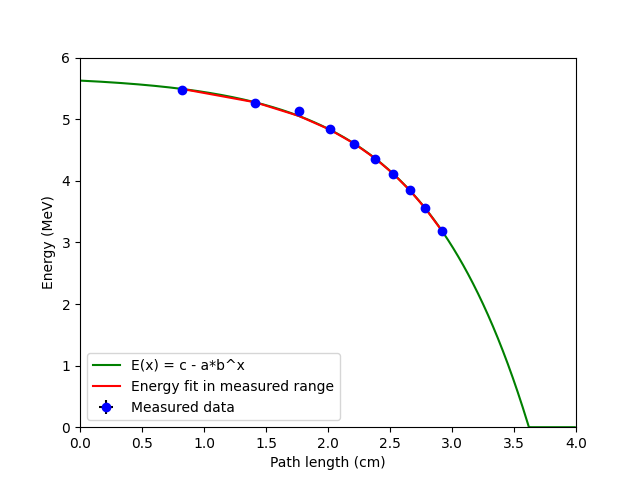 6
5
4
3
2
1
0
Energy (MeV)
E(x) = c - a*b^x
Energy fit in measured range
Measured data
0.0 0.5 1.0 1.5 2.0 2.5 3.0 3.5 4.0
Path length (cm)